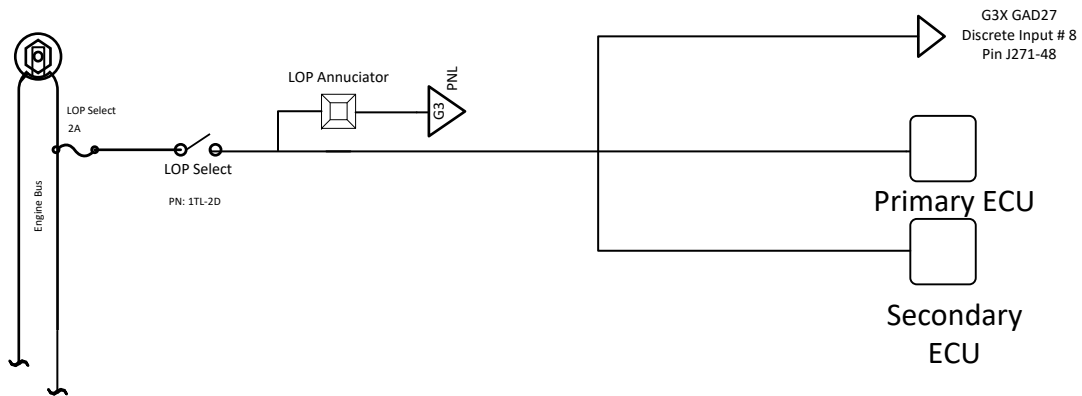 G3X GAD27
Discrete Input # 8
Pin J271-48
LOP Annuciator
PNL
G3
LOP Select
2A
LOP Select
PN: 1TL-2D
Engine Bus
Primary ECU
Secondary
ECU